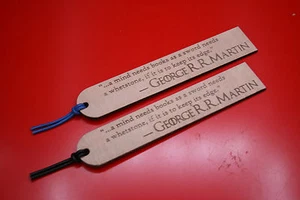 "...a mind needs books as a sword needs
a whetstone, if it is to keep its edge."
—George R.R. Martin
"...a mind needs books as a sword needs
a whetstone, if it is to keep its edge."
—George R.R. Martin